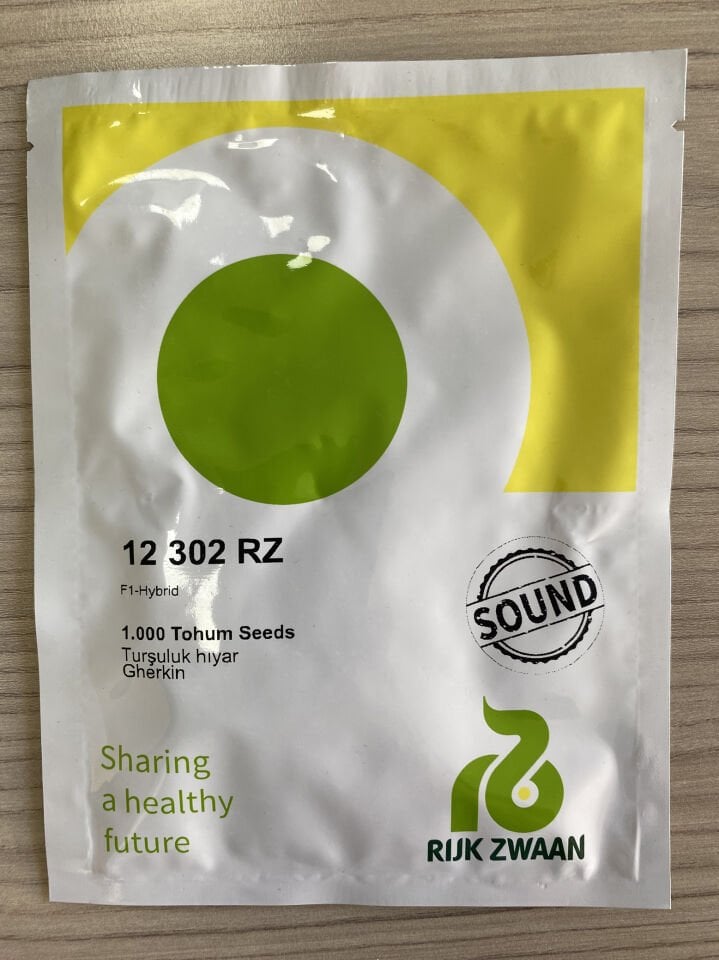 12 302 RZ
F1-Hybrid
1.000 Tohum Seeds
Turşuluk hıyar
Gherkin
SOUND
Sharing
a healthy
future
RIJK ZWAAN